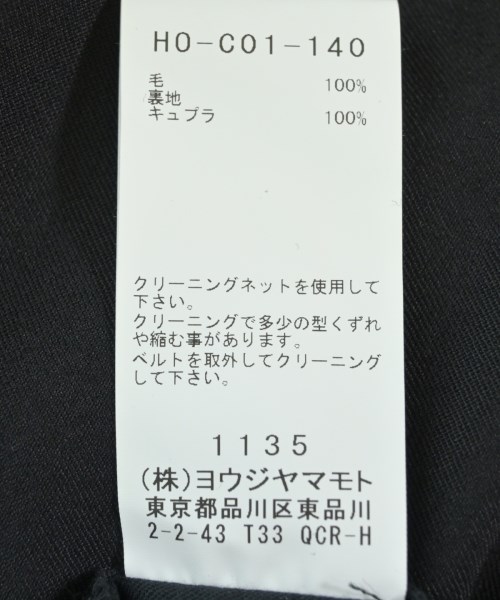 HO-C01-140
毛 100%
裏地
キュプラ 100%
クリーニングネットを使用して
下さい。
クリーニングで多少の型くずれ
や縮む事があります。
ベルトを取外してクリーニング
して下さい。
1135
(株)ヨウジヤマモト
東京都品川区東品川
2-2-43 T33 QCR-H